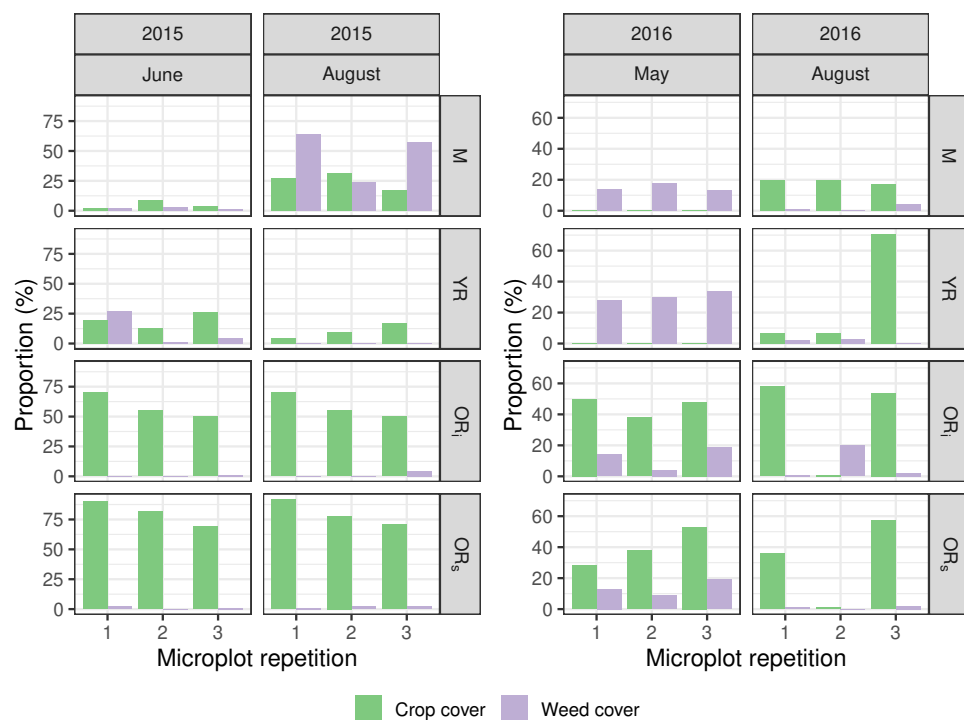 2015
2015
June
August
M
YR
ORi
ORs
75
50
25
0
75
50
25
0
75
50
25
0
75
50
25
0
Proportion (%)
1 2 3
1 2 3
Microplot repetition
2016
2016
May
August
M
YR
ORi
ORs
60
40
20
0
60
40
20
0
60
40
20
0
60
40
20
0
Proportion (%)
1 2 3
1 2 3
Microplot repetition
Crop cover
Weed cover